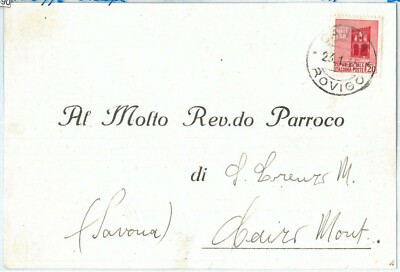 ROVIGO
Al Molto Rev.do Parroco
di S. Lorenzo M.
(Savona) Cairo Mont.